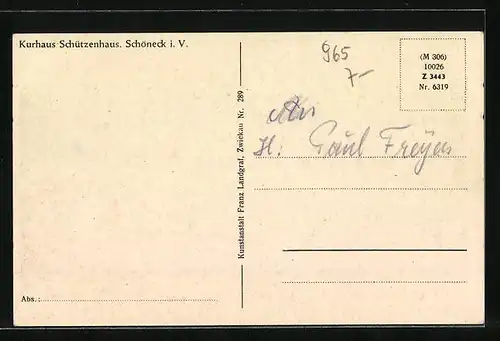 Kurhaus Schützenhaus. Schöneck i. V.
965
7-
(M 306)
10026
Z 3443
Nr. 6319
Kunstanstalt Franz Landgraf, Zwickau Nr. 289
An
H. Paul
Abs.: